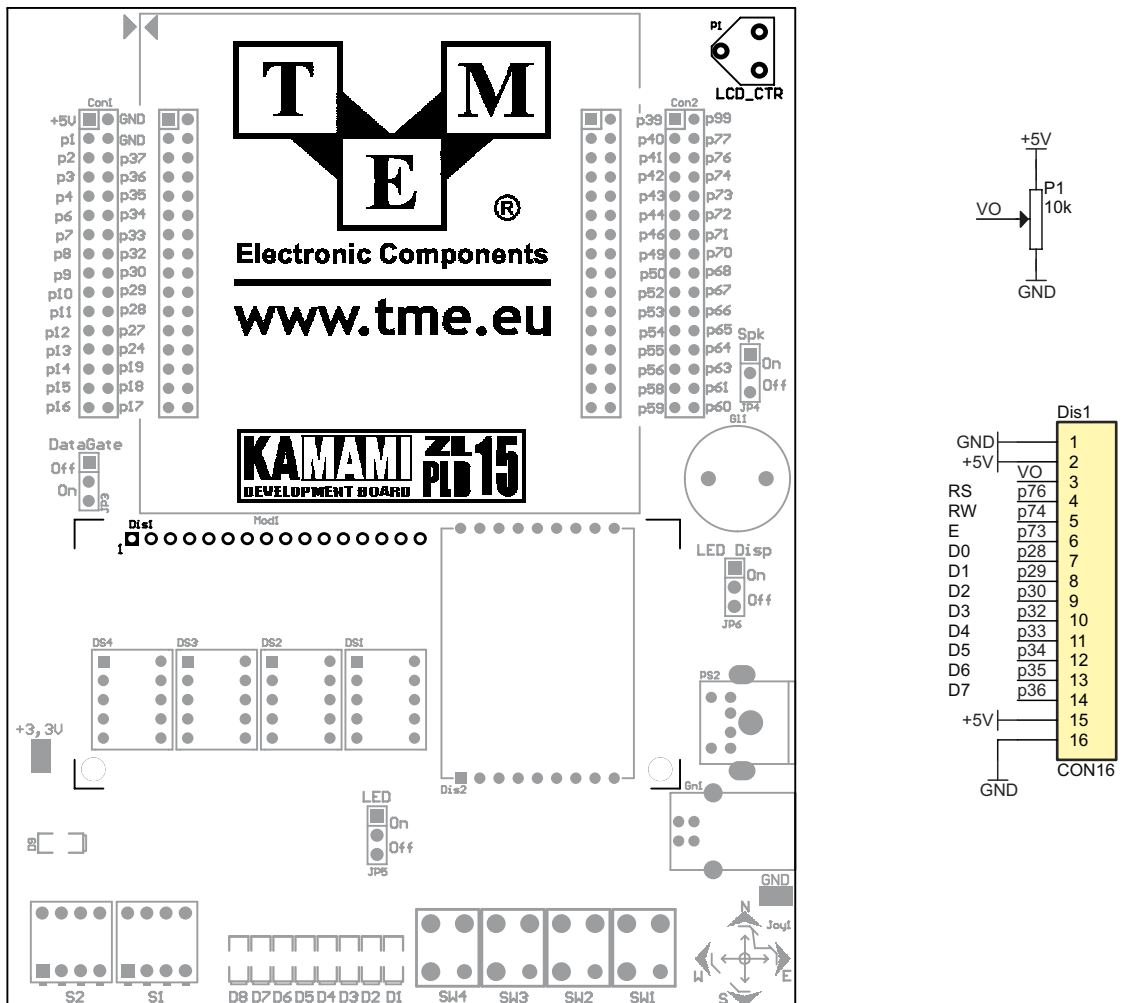 P1
LCD_CTR
T M E
®
Electronic Components
www.tme.eu
Con1
+5V GND
p1 GND
p2 p37
p3 p36
p4 p35
p6 p34
p7 p33
p8 p32
p9 p30
p10 p29
p11 p28
p12 p27
p13 p24
p14 p19
p15 p18
p16 p17
Con2
p39 p99
p40 p77
p41 p76
p42 p74
p43 p73
p44 p72
p46 p71
p49 p70
p50 p68
p52 p67
p53 p66
p54 p65
p55 p64
p56 p63
p58 p61
p59 p60
Spk
On
Off
JP4
Gl1
DataGate
Off
On
JP3
KAMAMI
DEVELOPMENT BOARD
ZL
PLD 15
Dis1
1
Mod1
LED Disp
On
Off
JP6
DS4 DS3 DS2 DS1
PS2
+3,3V
Dis2
Gn1
LED
On
Off
JP5
D9
GND
N
Joy1
W E
S
S2 S1
D8 D7 D6 D5 D4 D3 D2 D1
SW4 SW3 SW2 SW1
+5V
VO
P1
10k
GND
Dis1
GND 1
+5V 2
VO 3
RS p76 4
RW p74 5
E p73 6
D0 p28 7
D1 p29 8
D2 p30 9
D3 p32 10
D4 p33 11
D5 p34 12
D6 p35 13
D7 p36 14
+5V 15
16
GND
CON16